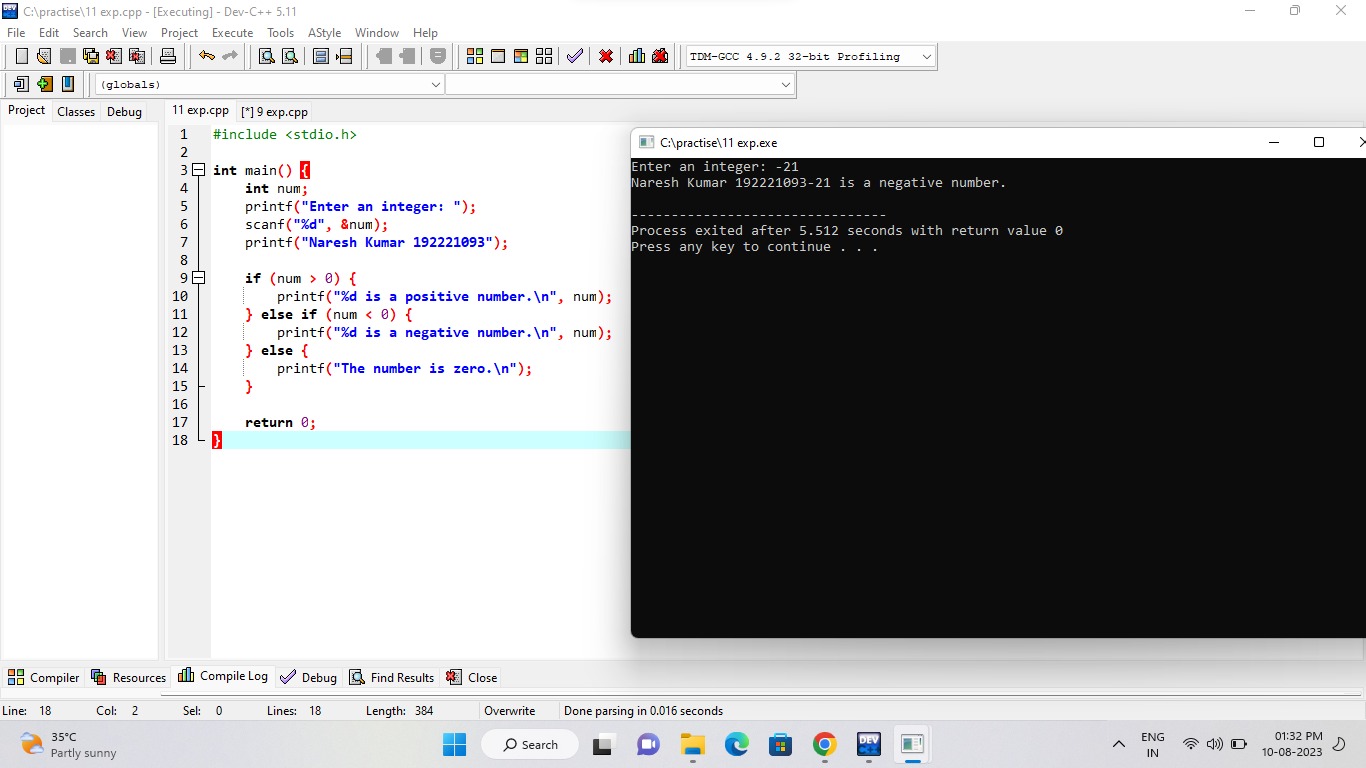 C:\practise\11 exp.cpp - [Executing] - Dev-C++ 5.11
File Edit Search View Project Execute Tools AStyle Window Help
TDM-GCC 4.9.2 32-bit Profiling
(globals)
Project Classes Debug
11 exp.cpp [*] 9 exp.cpp
1 #include <stdio.h>
2
3 int main() {
4 int num;
5 printf("Enter an integer: ");
6 scanf("%d", &num);
7 printf("Naresh Kumar 192221093");
8
9 if (num > 0) {
10 printf("%d is a positive number.\n", num);
11 } else if (num < 0) {
12 printf("%d is a negative number.\n", num);
13 } else {
14 printf("The number is zero.\n");
15 }
16
17 return 0;
18 }
C:\practise\11 exp.exe
Enter an integer: -21
Naresh Kumar 192221093-21 is a negative number.
--------------------------------
Process exited after 5.512 seconds with return value 0
Press any key to continue . . .
Compiler Resources Compile Log Debug Find Results Close
Line: 18 Col: 2 Sel: 0 Lines: 18 Length: 384 Overwrite Done parsing in 0.016 seconds
35°C
Partly sunny
Search
DEV
ENG
IN
01:32 PM
10-08-2023